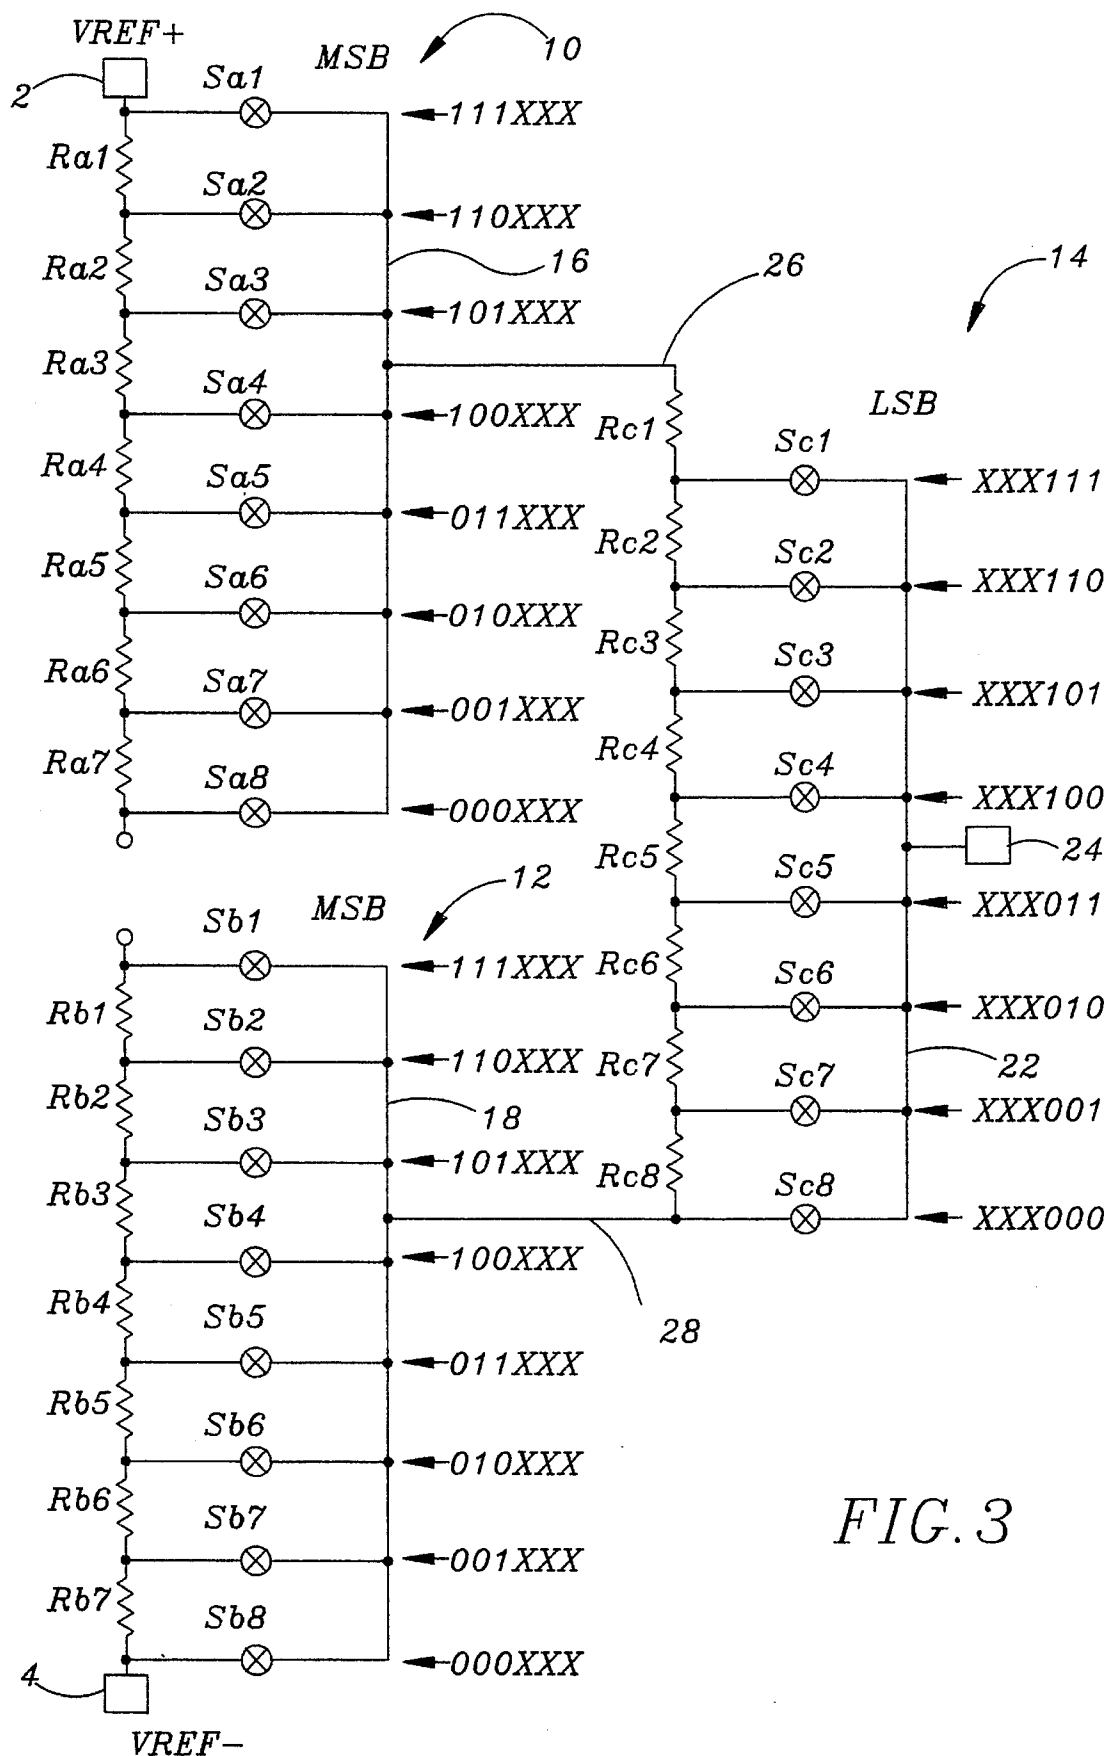 VREF+
MSB
10
2
Sa1
111XXX
Ra1
Sa2
110XXX
Ra2
16
Sa3
101XXX
Ra3
Sa4
100XXX
Ra4
Sa5
011XXX
Ra5
Sa6
010XXX
Ra6
Sa7
001XXX
Ra7
Sa8
000XXX
26
14
LSB
Rc1
Sc1
XXX111
Rc2
Sc2
XXX110
Rc3
Sc3
XXX101
Rc4
Sc4
XXX100
24
Rc5
Sc5
XXX011
Rc6
Sc6
XXX010
Rc7
22
Sc7
XXX001
Rc8
Sc8
XXX000
MSB
12
Sb1
111XXX
Rb1
Sb2
110XXX
Rb2
18
Sb3
101XXX
Rb3
Sb4
100XXX
Rb4
28
Sb5
011XXX
Rb5
Sb6
010XXX
Rb6
Sb7
001XXX
Rb7
Sb8
000XXX
4
VREF-
FIG.3